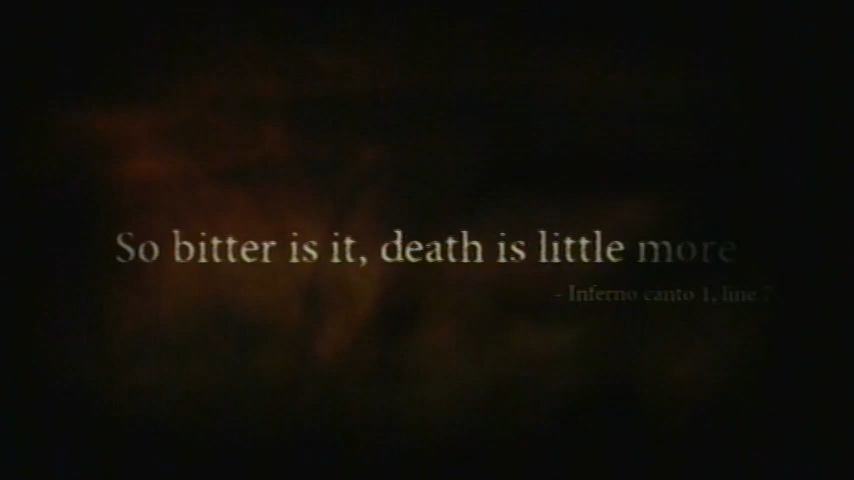 So bitter is it, death is little more
- Inferno canto 1, line 7